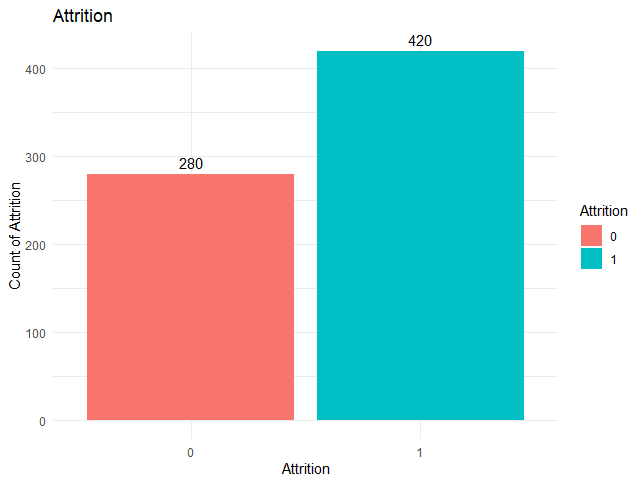 Attrition
420
280
400
300
200
100
0
Count of Attrition
0
1
Attrition
Attrition
0
1